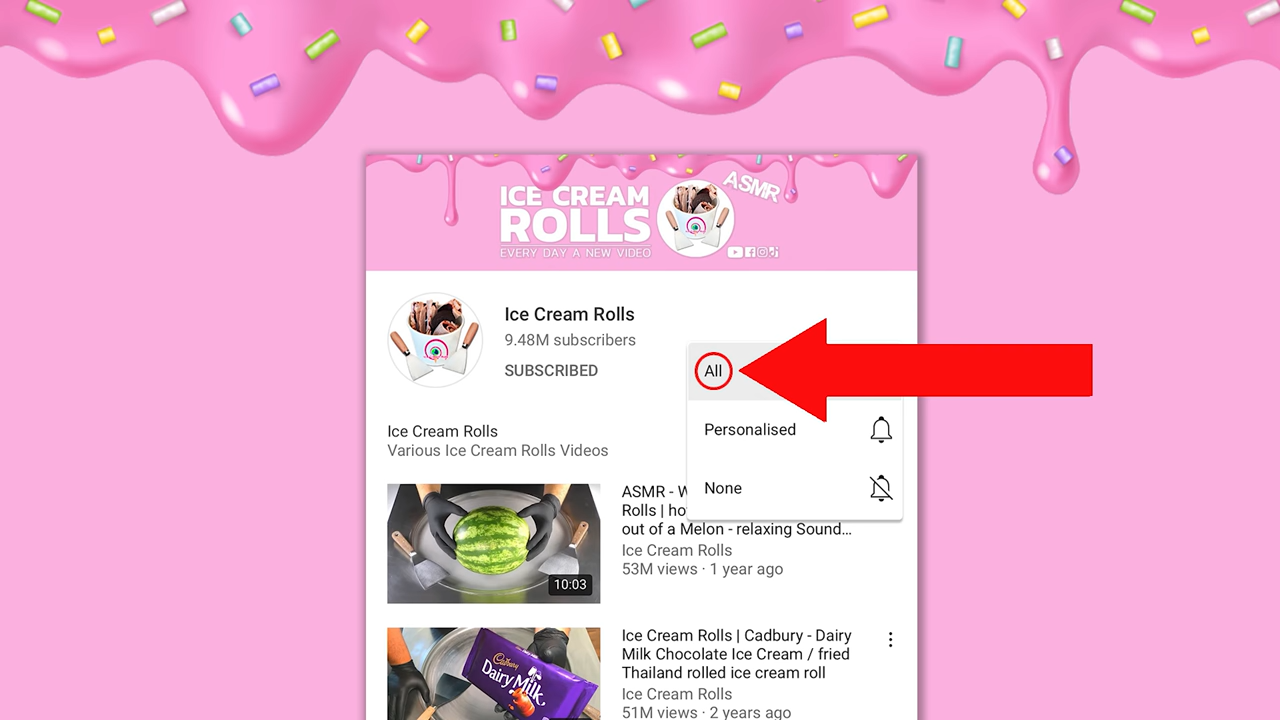 ICE CREAM
ROLLS
EVERY DAY A NEW VIDEO
ASMR
Ice Cream Rolls
9.48M subscribers
SUBSCRIBED
All
Personalised
None
Ice Cream Rolls
Various Ice Cream Rolls Videos
10:03
ASMR - W
Rolls | ho
out of a Melon - relaxing Sound...
Ice Cream Rolls
53M views · 1 year ago
Cadbury
Dairy Milk
Ice Cream Rolls | Cadbury - Dairy
Milk Chocolate Ice Cream / fried
Thailand rolled ice cream roll
Ice Cream Rolls
51M views · 2 years ago